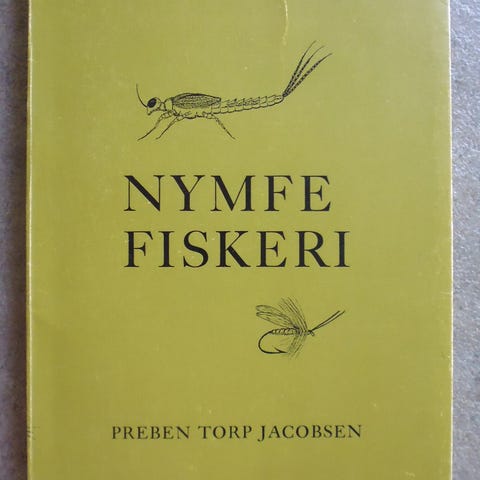 NYMFE
FISKERI
PREBEN TORP JACOBSEN